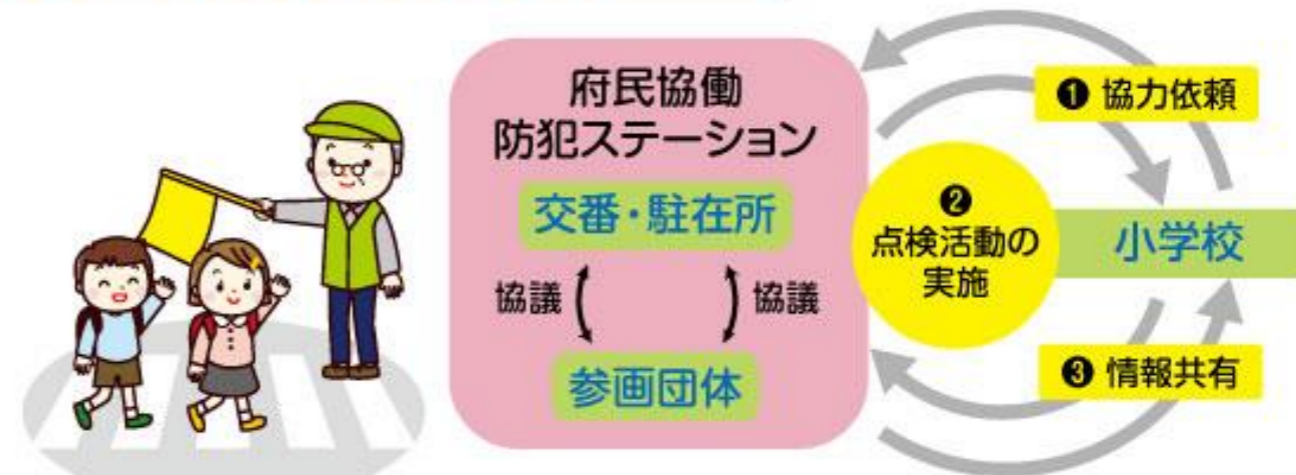 府民協働
防犯ステーション
交番・駐在所
協議
協議
参画団体
❶ 協力依頼
❷
点検活動の
実施
小学校
❸ 情報共有